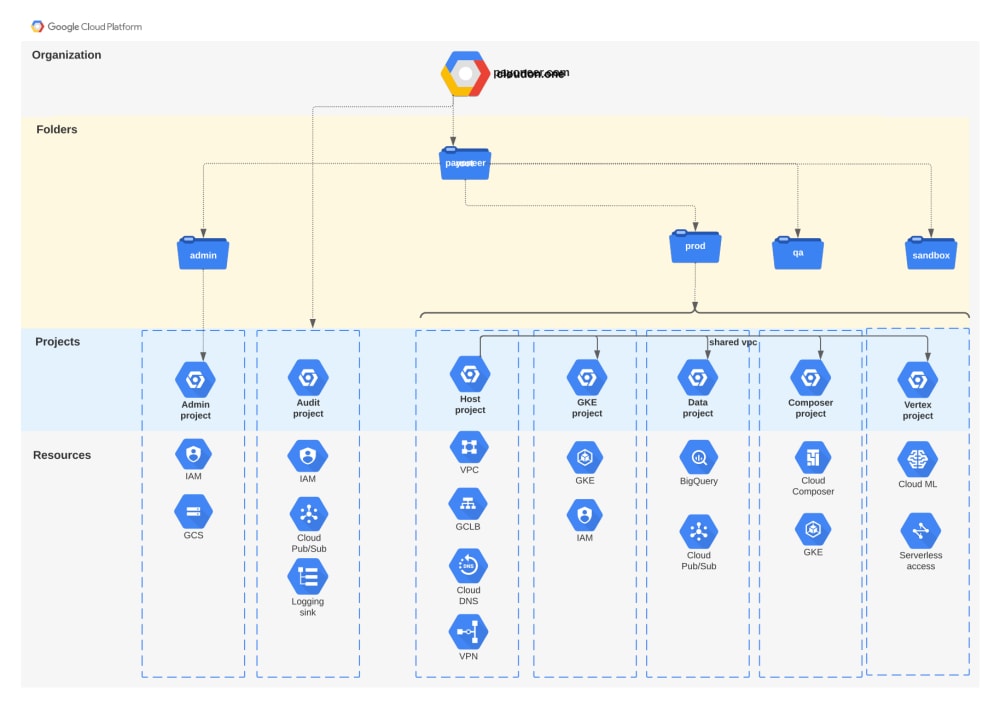 Google Cloud Platform
Organization
Folders
admin
prod
qa
sandbox
Projects
shared vpc
Admin
project
Audit
project
Host
project
GKE
project
Data
project
Composer
project
Vertex
project
Resources
IAM
GCS
IAM
Cloud
Pub/Sub
Logging
sink
VPC
GCLB
Cloud
DNS
DNS
VPN
GKE
IAM
BigQuery
Cloud
Pub/Sub
Cloud
Composer
GKE
Cloud ML
Serverless
access